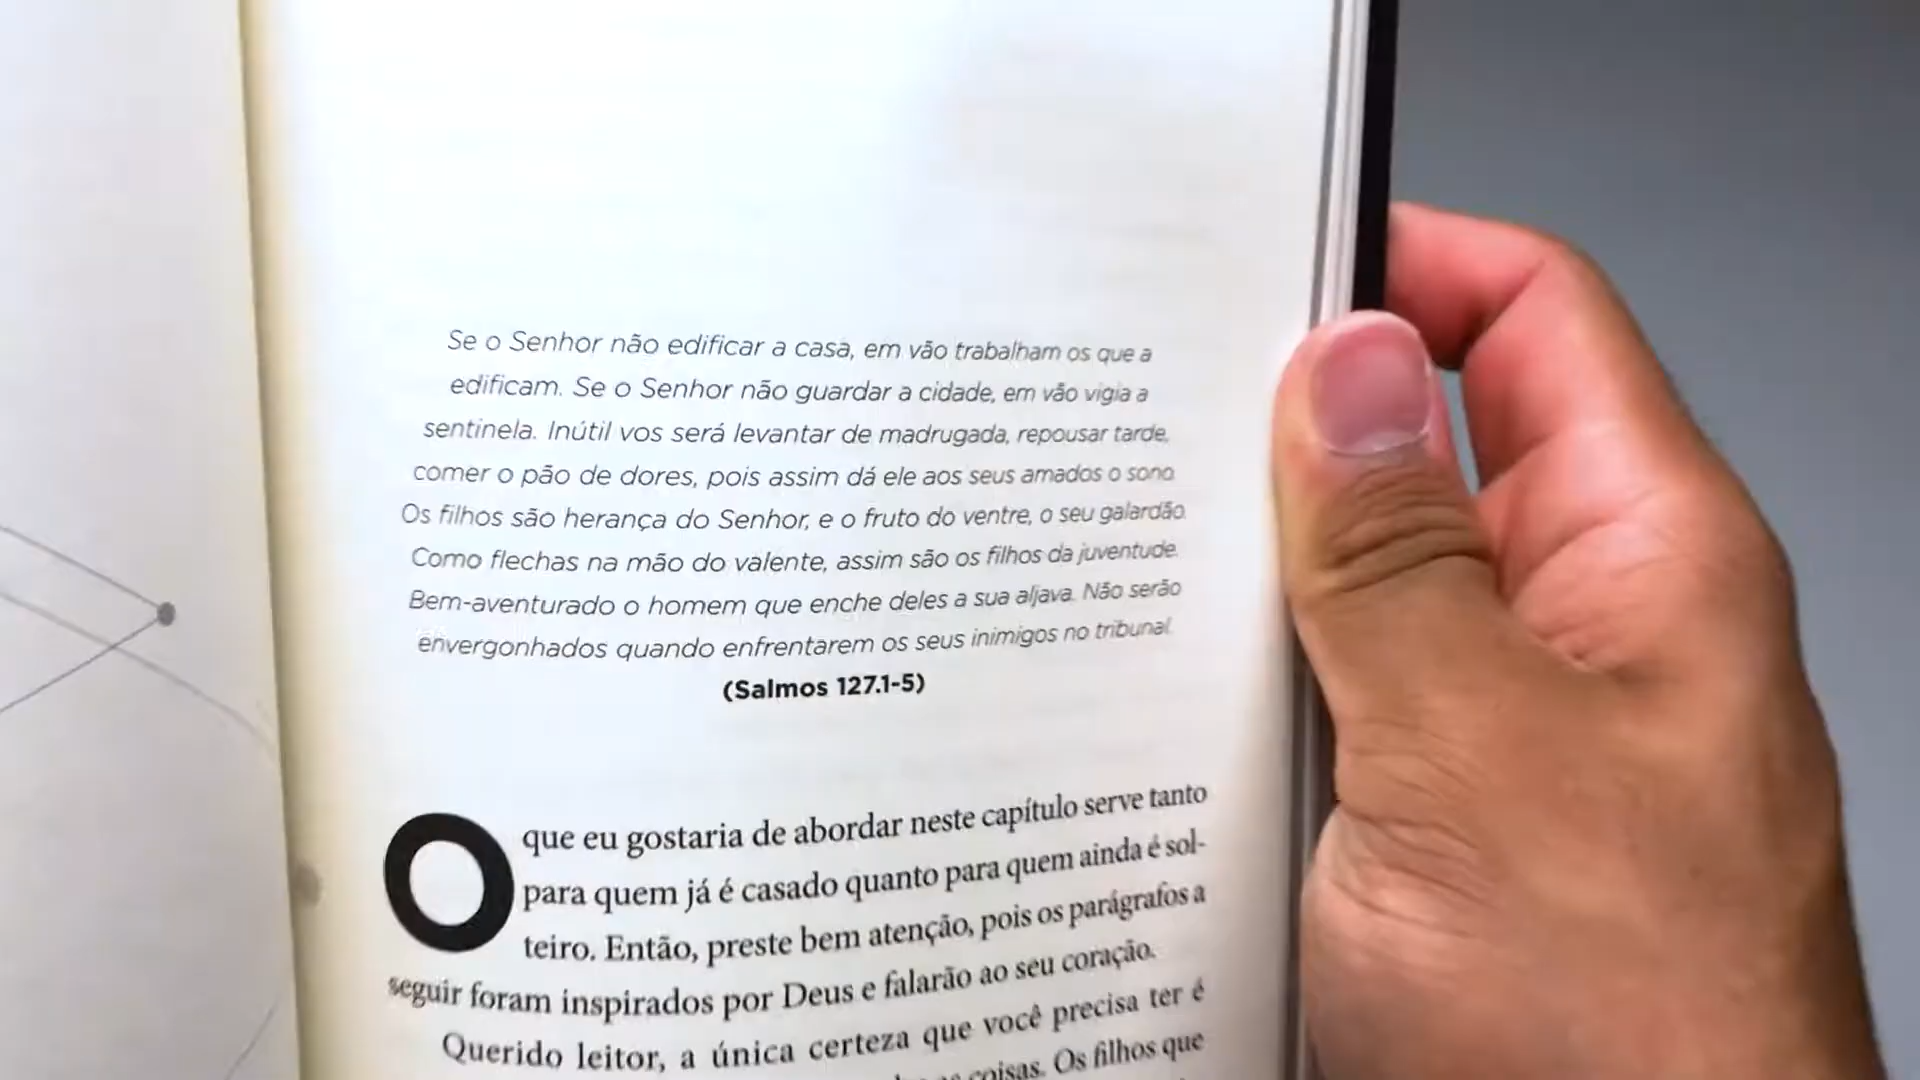 Se o Senhor não edificar a casa, em vão trabalham os que a
edificam. Se o Senhor não guardar a cidade, em vão vigia a
sentinela. Inútil vos será levantar de madrugada, repousar tarde,
comer o pão de dores, pois assim dá ele aos seus amados o sono.
Os filhos são herança do Senhor, e o fruto do ventre, o seu galardão.
Como flechas na mão do valente, assim são os filhos da juventude.
Bem-aventurado o homem que enche deles a sua aljava. Não serão
envergonhados quando enfrentarem os seus inimigos no tribunal.
(Salmos 127.1-5)
O que eu gostaria de abordar neste capítulo serve tanto
para quem já é casado quanto para quem ainda é sol-
teiro. Então, preste bem atenção, pois os parágrafos a
seguir foram inspirados por Deus e falarão ao seu coração.
Querido leitor, a única certeza que você precisa ter é
coisas. Os filhos que